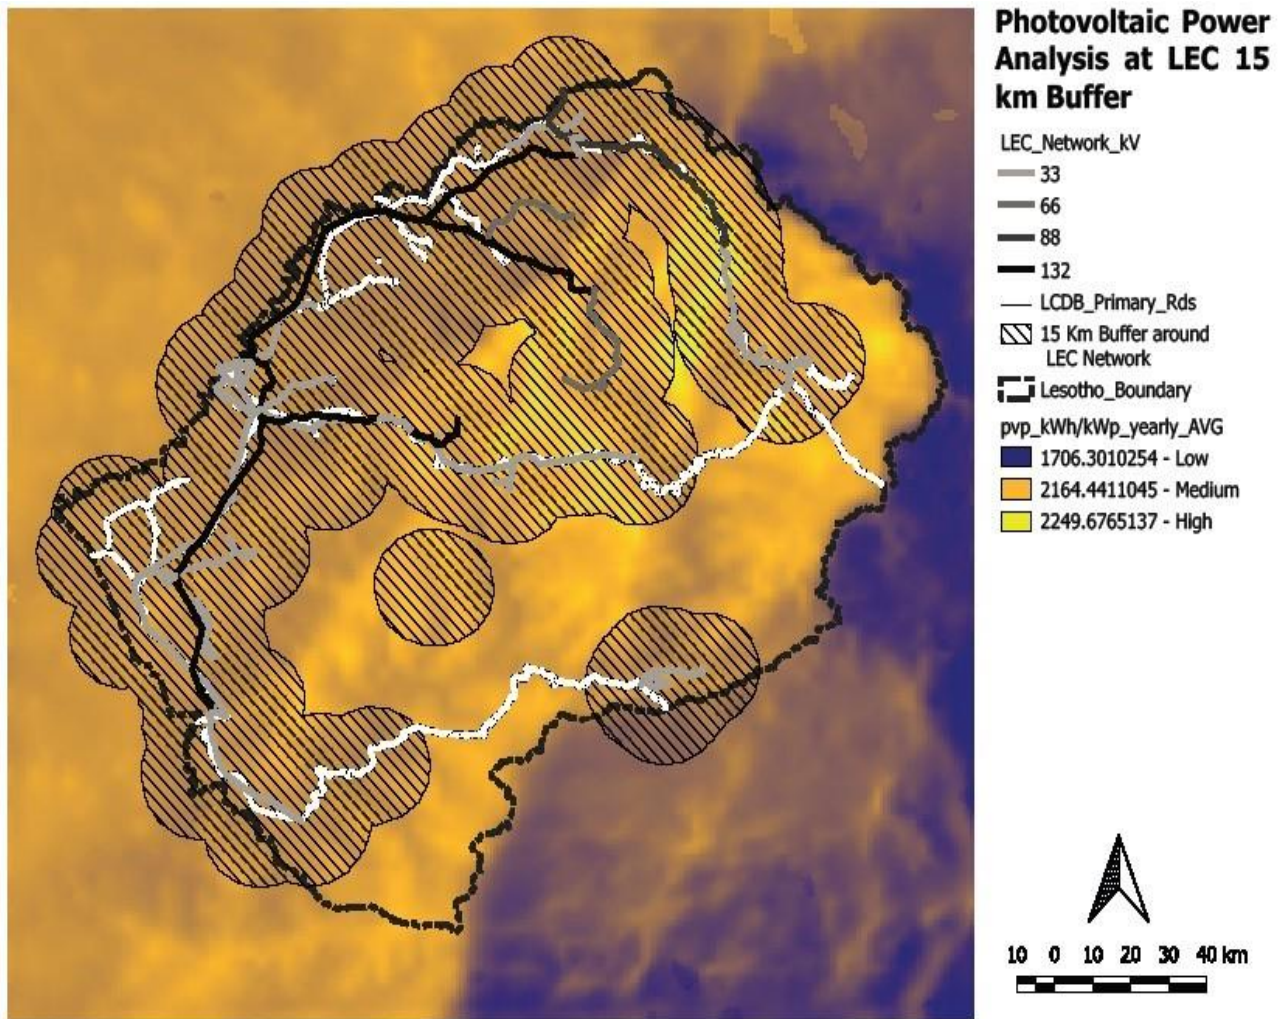 Photovoltaic Power
Analysis at LEC 15
km Buffer
LEC_Network_kV
33
66
88
132
LCDB_Primary_Rds
15 Km Buffer around
LEC Network
Lesotho_Boundary
pvp_kWh/kWp_yearly_AVG
1706.3010254 - Low
2164.4411045 - Medium
2249.6765137 - High
10 0 10 20 30 40 km